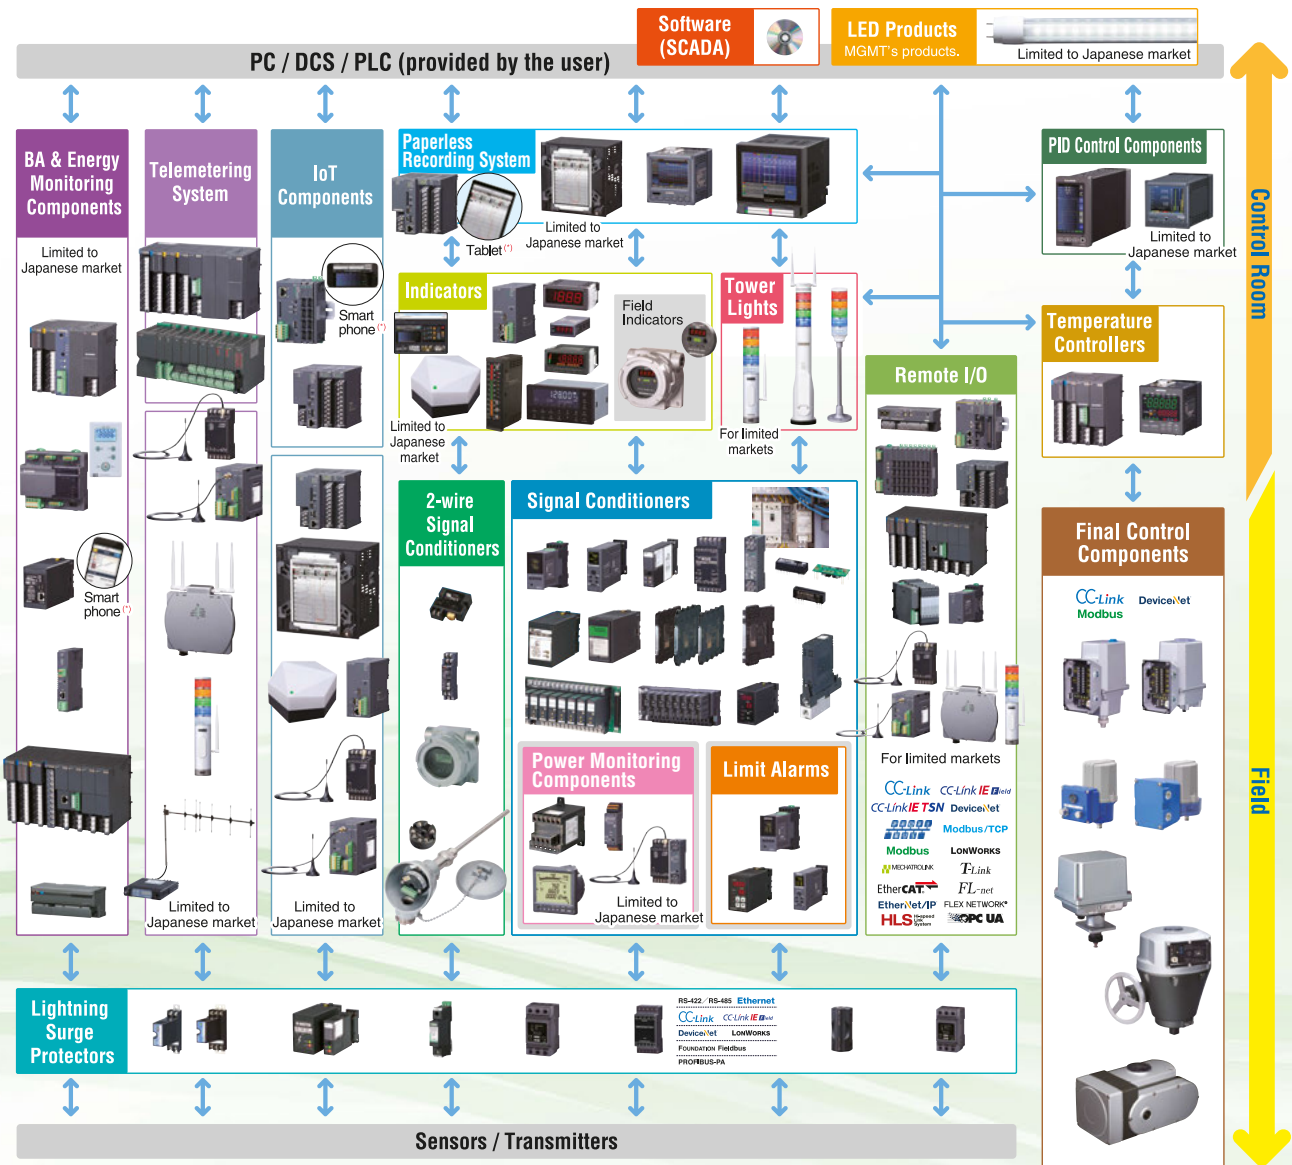 Software
(SCADA)
LED Products
MGMT's products.
Limited to Japanese market
PC / DCS / PLC (provided by the user)
BA & Energy
Monitoring
Components
Limited to
Japanese market
Smart
phone (*)
Telemetering
System
Limited to
Japanese market
IoT
Components
Smart
phone (*)
Limited to
Japanese market
Paperless
Recording System
Tablet (*)
Limited to
Japanese market
Indicators
Field
Indicators
Limited to
Japanese
market
Tower
Lights
For limited
markets
PID Control Components
Limited to
Japanese market
Temperature
Controllers
Control Room
Field
2-wire
Signal
Conditioners
Signal Conditioners
Power Monitoring
Components
Limited to
Japanese market
Limit Alarms
Remote I/O
For limited markets
CC-Link CC-Link IE Field
CC-Link IE TSN DeviceNet
PROFIBUS Modbus/TCP
Modbus LONWORKS
MECHATROLINK T-Link
EtherCAT FL-net
EtherNet/IP FLEX NETWORK*
HLS Hi-speed Link System OPC UA
Final Control
Components
CC-Link DeviceNet
Modbus
Lightning
Surge
Protectors
RS-422 / RS-485 Ethernet
CC-Link CC-Link IE Field
DeviceNet LONWORKS
FOUNDATION Fieldbus
PROFIBUS-PA
Sensors / Transmitters